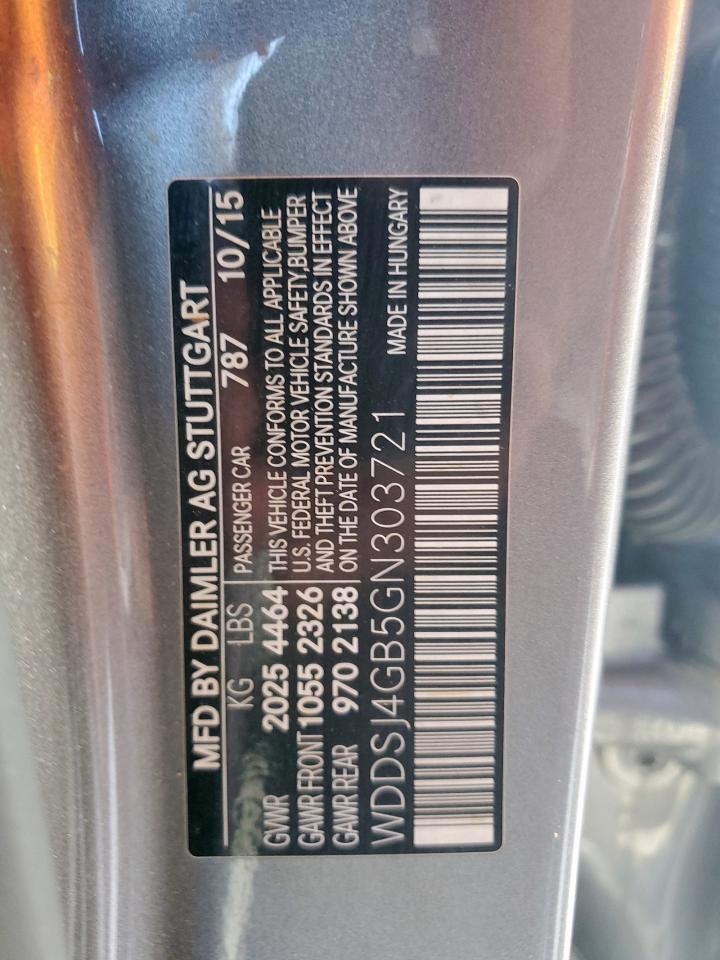 MFD BY DAIMLER AG STUTTGART
KG LBS PASSENGER CAR 787 10/15
GVWR 2025 4464 THIS VEHICLE CONFORMS TO ALL APPLICABLE
GAWR FRONT 1055 2326 U.S. FEDERAL MOTOR VEHICLE SAFETY,BUMPER
GAWR REAR 970 2138 AND THEFT PREVENTION STANDARDS IN EFFECT
ON THE DATE OF MANUFACTURE SHOWN ABOVE
WDDSJ4GB5GN303721 MADE IN HUNGARY